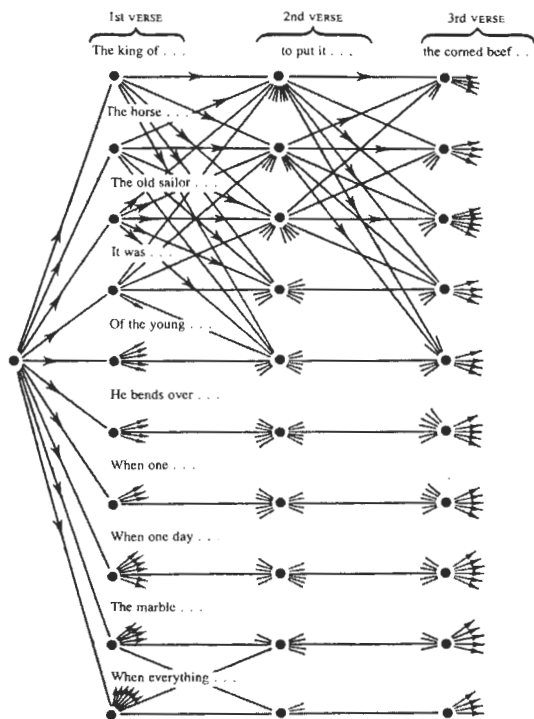 1st VERSE 2nd VERSE 3rd VERSE
The king of . . . to put it . . . the corned beef . .
The horse . . .
The old sailor . . .
It was . . .
Of the young . . .
He bends over . . .
When one . . .
When one day . . .
The marble . . .
When everything . . .